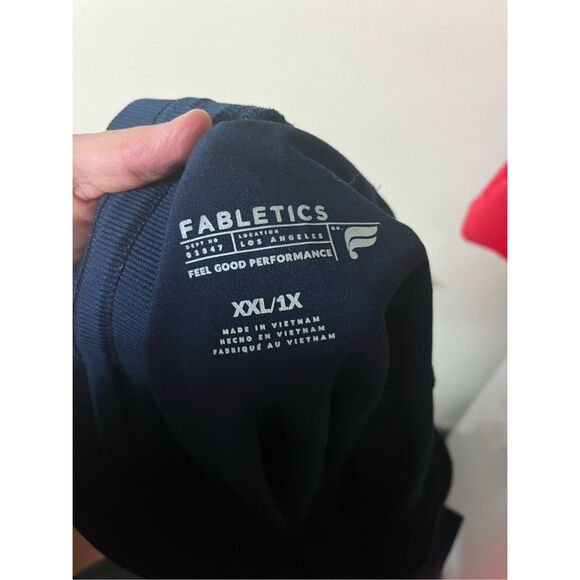 FABLETICS
DEPT NO LOCATION NO.
01847 LOS ANGELES
FEEL GOOD PERFORMANCE
XXL/1X
MADE IN VIETNAM
HECHO EN VIETNAM
FABRIQUÉ AU VIETNAM